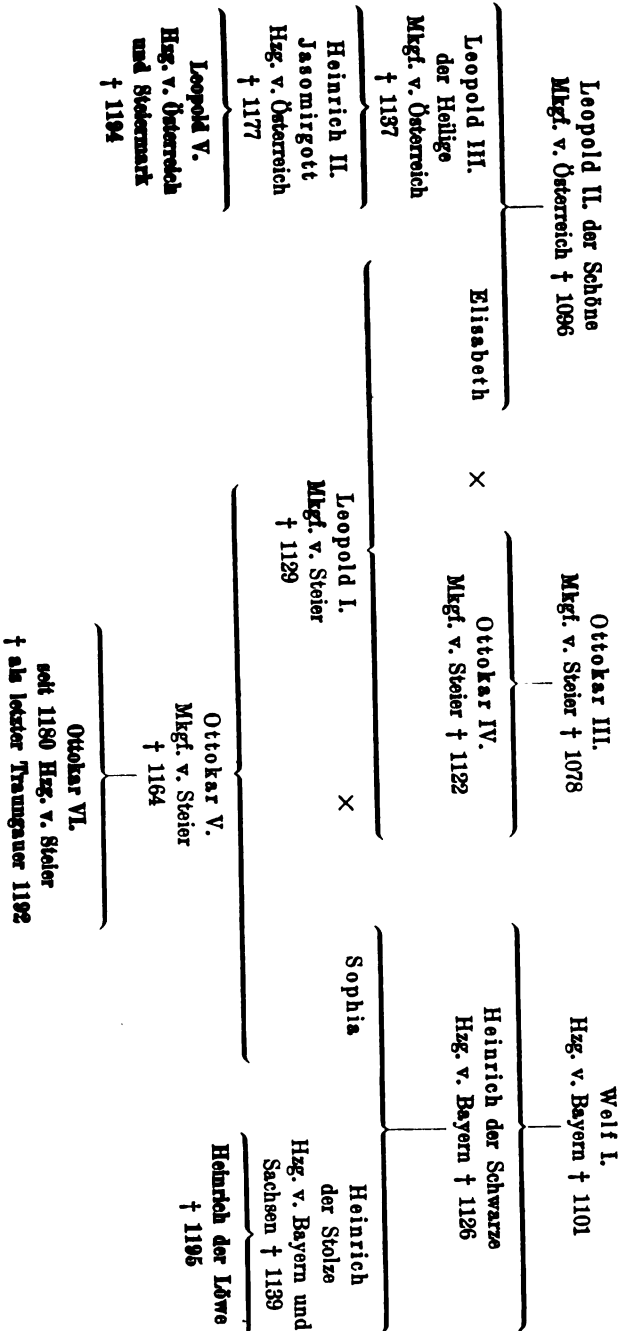 Leopold II. der Schöne
Mkgf. v. Österreich † 1096
Ottokar III.
Mkgf. v. Steier † 1078
Welf I.
Hzg. v. Bayern † 1101
Leopold III.
der Heilige
Mkgf. v. Österreich
† 1137
Elisabeth
×
Ottokar IV.
Mkgf. v. Steier † 1122
Heinrich der Schwarze
Hzg. v. Bayern † 1126
Heinrich II.
Jasomirgott
Hzg. v. Österreich
† 1177
Leopold I.
Mkgf. v. Steier
† 1129
×
Sophia
Heinrich
der Stolze
Hzg. v. Bayern und
Sachsen † 1139
Leopold V.
Hzg. v. Österreich
und Steiermark
† 1194
Ottokar V.
Mkgf. v. Steier
† 1164
Heinrich der Löwe
† 1195
Ottokar VI.
seit 1180 Hzg. v. Steier
† als letzter Traungauer 1192